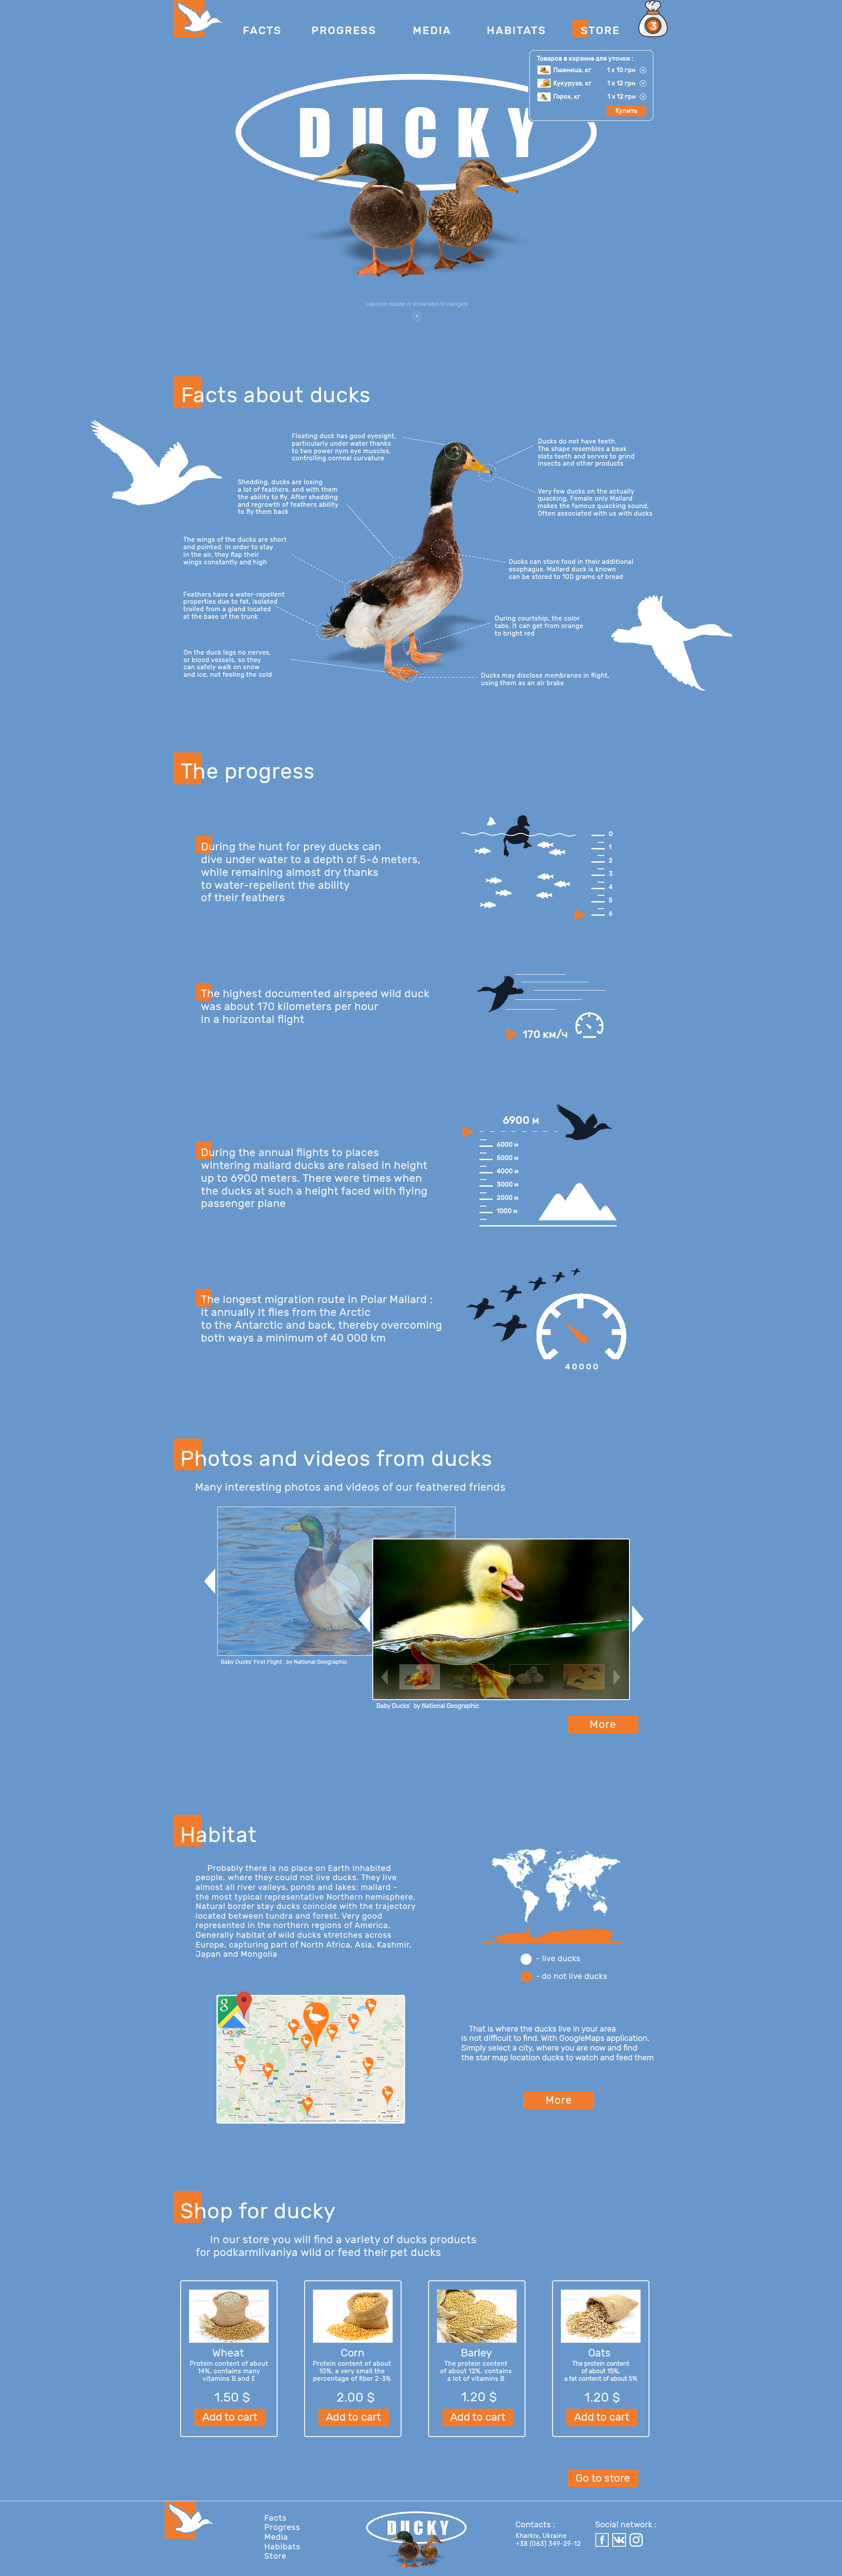 FACTS PROGRESS MEDIA HABITATS STORE
3
Товаров в корзине для уточки :
Пшеница, кг 1 x 10 грн
Кукуруза, кг 1 x 12 грн
Горох, кг 1 x 12 грн
Купить
DUCKY
use your mouse or arrow keys to navigate
Facts about ducks
Floating duck has good eyesight,
particularly under water thanks
to two power nym eye muscles,
controlling corneal curvature
Ducks do not have teeth.
The shape resembles a beak
slats teeth and serves to grind
insects and other products
Shedding, ducks are losing
a lot of feathers, and with them
the ability to fly. After shedding
and regrowth of feathers ability
to fly them back
Very few ducks on the actually
quacking. Female only Mallard
makes the famous quacking sound,
Often associated with us with ducks
The wings of the ducks are short
and pointed. In order to stay
in the air, they flap their
wings constantly and high
Ducks can store food in their additional
esophagus. Mallard duck is known
can be stored to 100 grams of bread
Feathers have a water-repellent
properties due to fat, isolated
trolled from a gland located
at the base of the trunk
During courtship, the color
tabs. It can get from orange
to bright red
On the duck legs no nerves,
or blood vessels, so they
can safely walk on snow
and ice, not feeling the cold
Ducks may disclose membranes in flight,
using them as an air brake
The progress
During the hunt for prey ducks can
dive under water to a depth of 5-6 meters,
while remaining almost dry thanks
to water-repellent the ability
of their feathers
0
1
2
3
4
5
6
The highest documented airspeed wild duck
was about 170 kilometers per hour
in a horizontal flight
170 км/ч
During the annual flights to places
wintering mallard ducks are raised in height
up to 6900 meters. There were times when
the ducks at such a height faced with flying
passenger plane
6900 м
6000 м
5000 м
4000 м
3000 м
2000 м
1000 м
The longest migration route in Polar Mallard :
it annually It flies from the Arctic
to the Antarctic and back, thereby overcoming
both ways a minimum of 40 000 km
40000
Photos and videos from ducks
Many interesting photos and videos of our feathered friends
Baby Ducks' First Flight . by National Geographic
Baby Ducks' by National Geographic
More
Habitat
Probably there is no place on Earth inhabited
people, where they could not live ducks. They live
almost all river valleys, ponds and lakes: mallard -
the most typical representative Northern hemisphere.
Natural border stay ducks coincide with the trajectory
located between tundra and forest. Very good
represented in the northern regions of America.
Generally habitat of wild ducks stretches across
Europe, capturing part of North Africa, Asia, Kashmir,
Japan and Mongolia
- live ducks
- do not live ducks
g
Google
That is where the ducks live in your area
is not difficult to find. With GoogleMaps application.
Simply select a city, where you are now and find
the star map location ducks to watch and feed them
More
Shop for ducky
In our store you will find a variety of ducks products
for podkarmlivaniya wild or feed their pet ducks
Wheat
Protein content of about
14%, contains many
vitamins B and E
1.50 $
Add to cart
Corn
Protein content of about
10%, a very small the
percentage of fiber 2-3%
2.00 $
Add to cart
Barley
The protein content
of about 12%, contains
a lot of vitamins B
1.20 $
Add to cart
Oats
The protein content
of about 15%,
a fat content of about 5%
1.20 $
Add to cart
Go to store
Facts
Progress
Media
Habibats
Store
DUCKY
Contacts :
Kharkiv, Ukraine
+38 (063) 349-29-12
Social network :